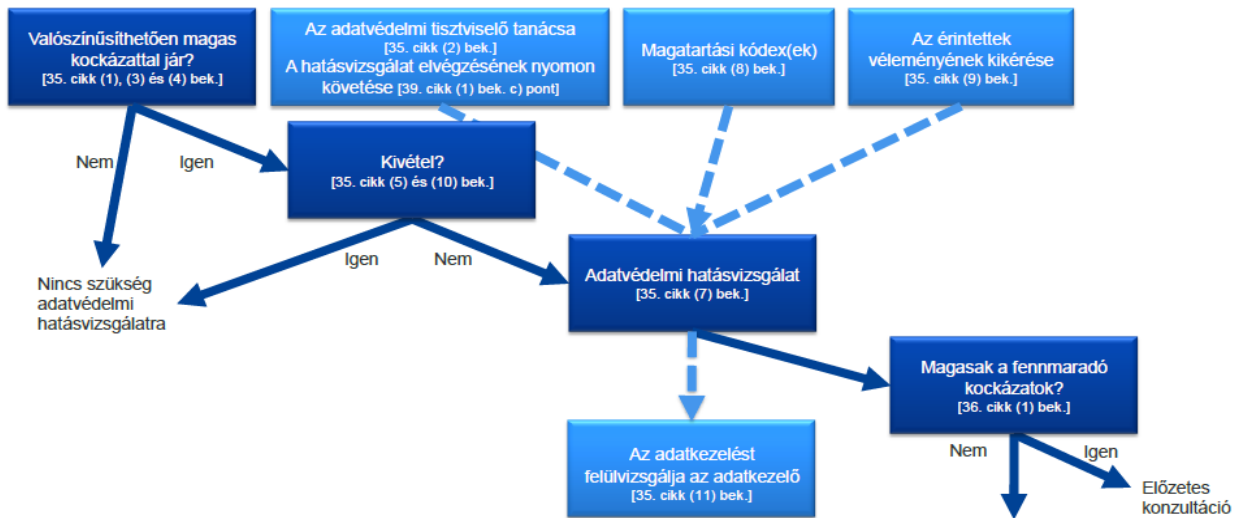 Valószínűsíthetően magas
kockázattal jár?
[35. cikk (1), (3) és (4) bek.]
Az adatvédelmi tisztviselő tanácsa
[35. cikk (2) bek.]
A hatásvizsgálat elvégzésének nyomon
követése [39. cikk (1) bek. c) pont]
Magatartási kódex(ek)
[35. cikk (8) bek.]
Az érintettek
véleményének kikérése
[35. cikk (9) bek.]
Nem
Igen
Kivétel?
[35. cikk (5) és (10) bek.]
Igen
Nem
Nincs szükség
adatvédelmi
hatásvizsgálatra
Adatvédelmi hatásvizsgálat
[35. cikk (7) bek.]
Magasak a fennmaradó
kockázatok?
[36. cikk (1) bek.]
Az adatkezelést
felülvizsgálja az adatkezelő
[35. cikk (11) bek.]
Nem
Igen
Előzetes
konzultáció